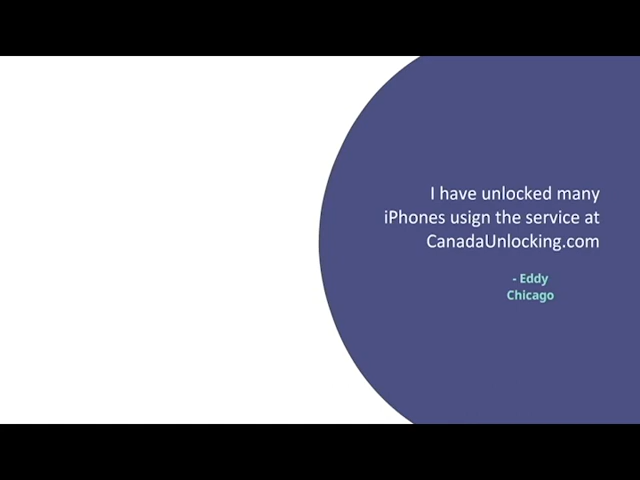 I have unlocked many
iPhones usign the service at
CanadaUnlocking.com
- Eddy
Chicago